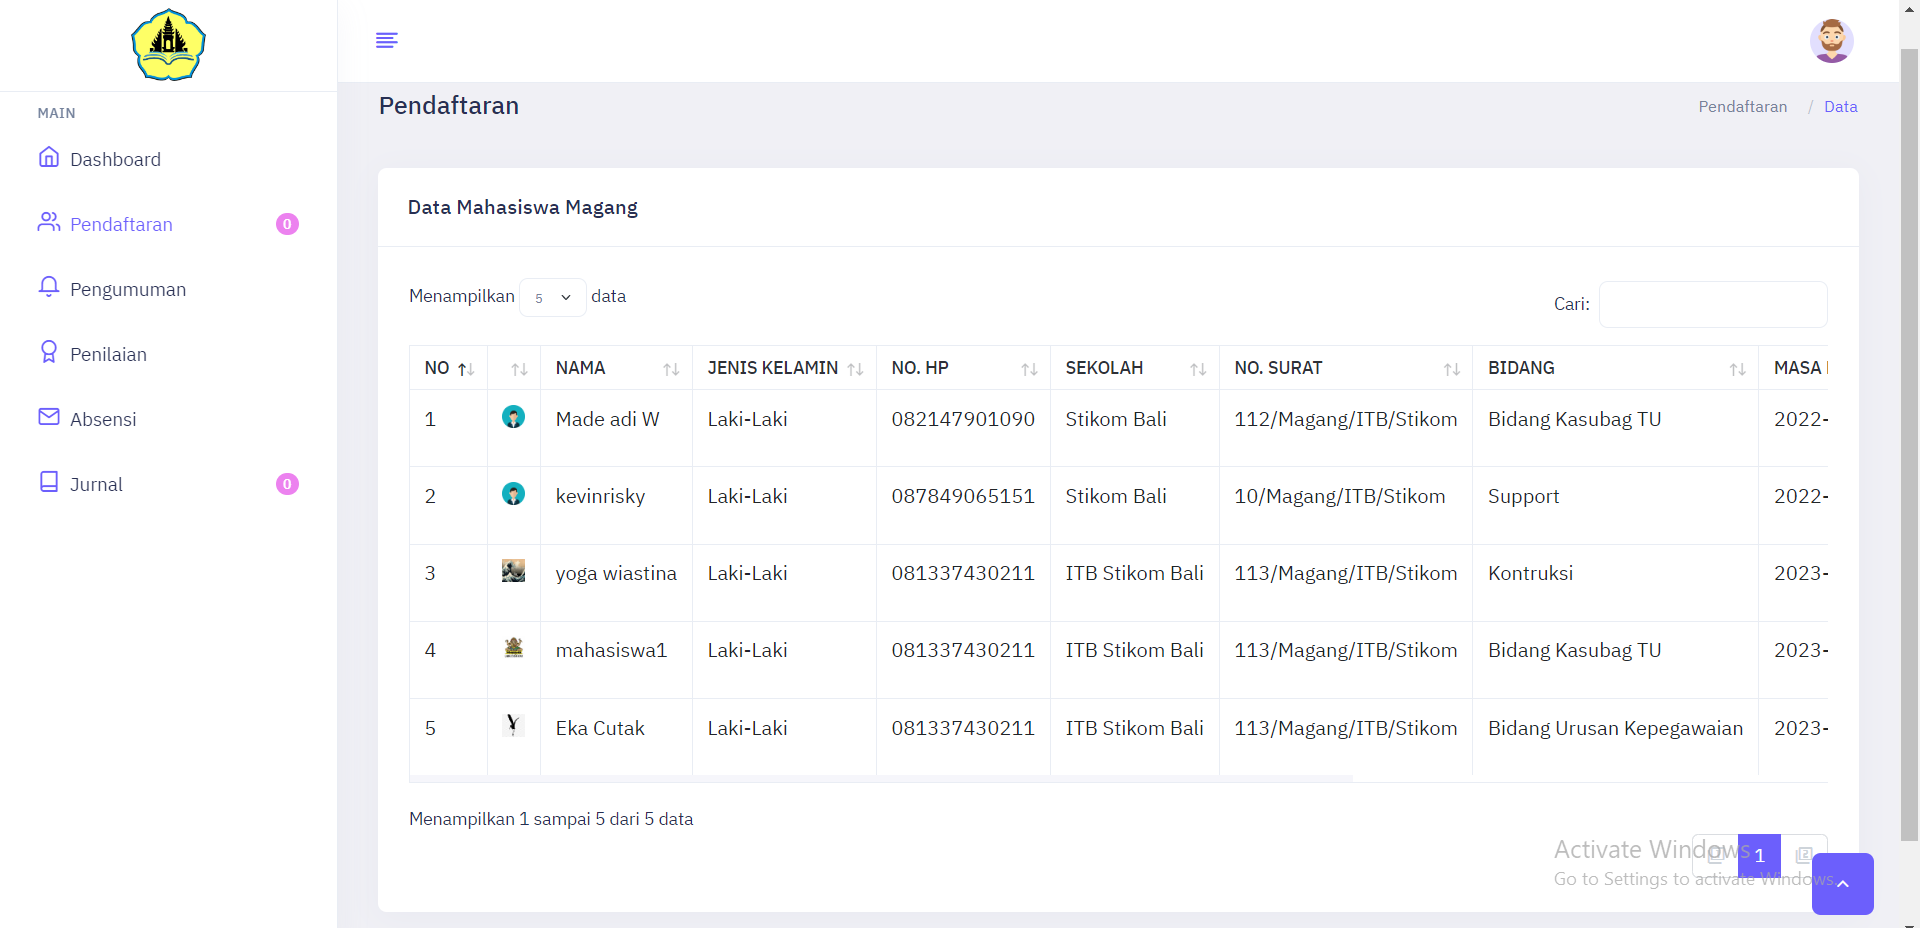 MAIN
Dashboard
Pendaftaran 0
Pengumuman
Penilaian
Absensi
Jurnal 0
Pendaftaran
Pendaftaran / Data
Data Mahasiswa Magang
Menampilkan 5 data
Cari:
NO NAMA JENIS KELAMIN NO. HP SEKOLAH NO. SURAT BIDANG MASA
1 Made adi W Laki-Laki 082147901090 Stikom Bali 112/Magang/ITB/Stikom Bidang Kasubag TU 2022-
2 kevinrisky Laki-Laki 087849065151 Stikom Bali 10/Magang/ITB/Stikom Support 2022-
3 yoga wiastina Laki-Laki 081337430211 ITB Stikom Bali 113/Magang/ITB/Stikom Kontruksi 2023-
4 mahasiswa1 Laki-Laki 081337430211 ITB Stikom Bali 113/Magang/ITB/Stikom Bidang Kasubag TU 2023-
5 Eka Cutak Laki-Laki 081337430211 ITB Stikom Bali 113/Magang/ITB/Stikom Bidang Urusan Kepegawaian 2023-
Menampilkan 1 sampai 5 dari 5 data
1
Activate Windows
Go to Settings to activate Windows.